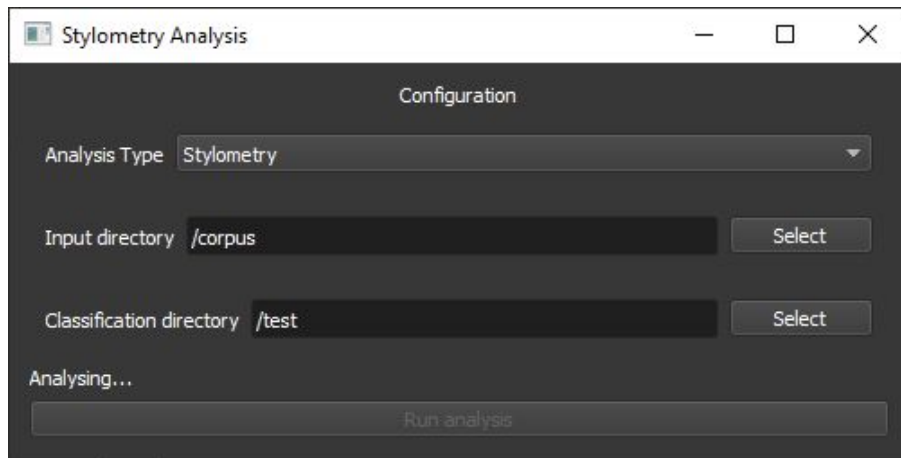 Stylometry Analysis
Configuration
Analysis Type Stylometry
Input directory /corpus Select
Classification directory /test Select
Analysing...
Run analysis